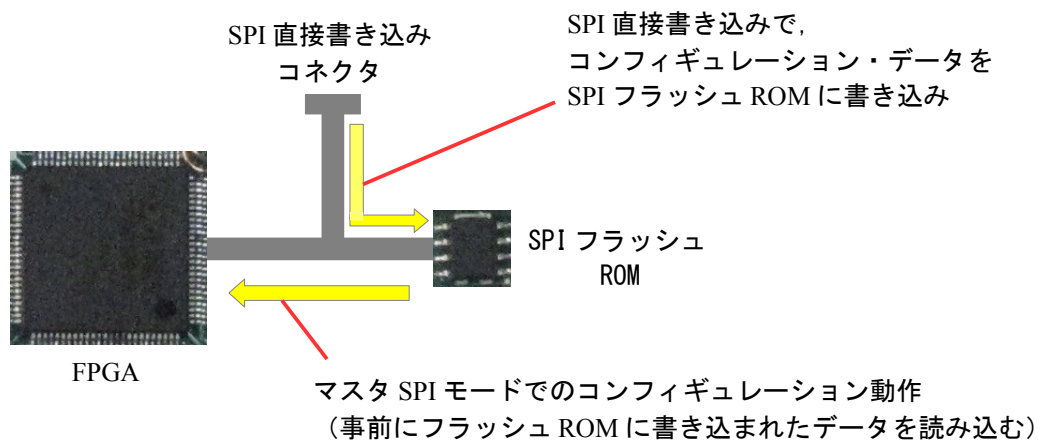 SPI 直接書き込み
コネクタ
SPI 直接書き込みで,
コンフィギュレーション・データを
SPI フラッシュ ROM に書き込み
SPI フラッシュ
ROM
FPGA
マスタ SPI モードでのコンフィギュレーション動作
（事前にフラッシュ ROM に書き込まれたデータを読み込む）